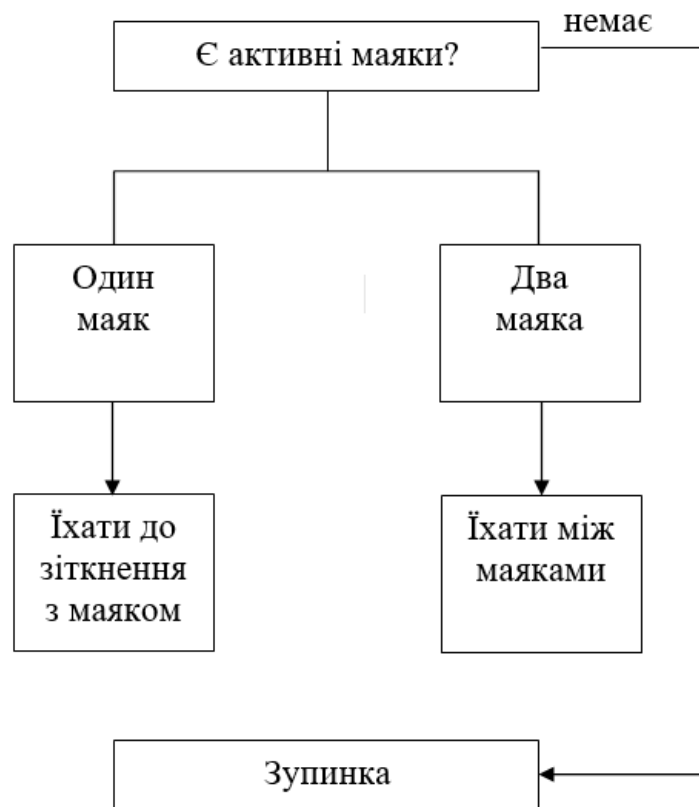 немає
Є активні маяки?
Один
маяк
Два
маяка
Їхати до
зіткнення
з маяком
Їхати між
маяками
Зупинка